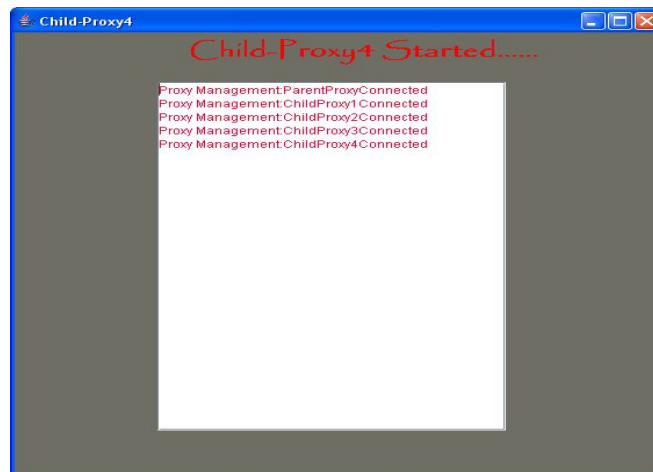 Child-Proxy4
Child-Proxy4 Started......
Proxy Management:ParentProxyConnected
Proxy Management:ChildProxy1Connected
Proxy Management:ChildProxy2Connected
Proxy Management:ChildProxy3Connected
Proxy Management:ChildProxy4Connected